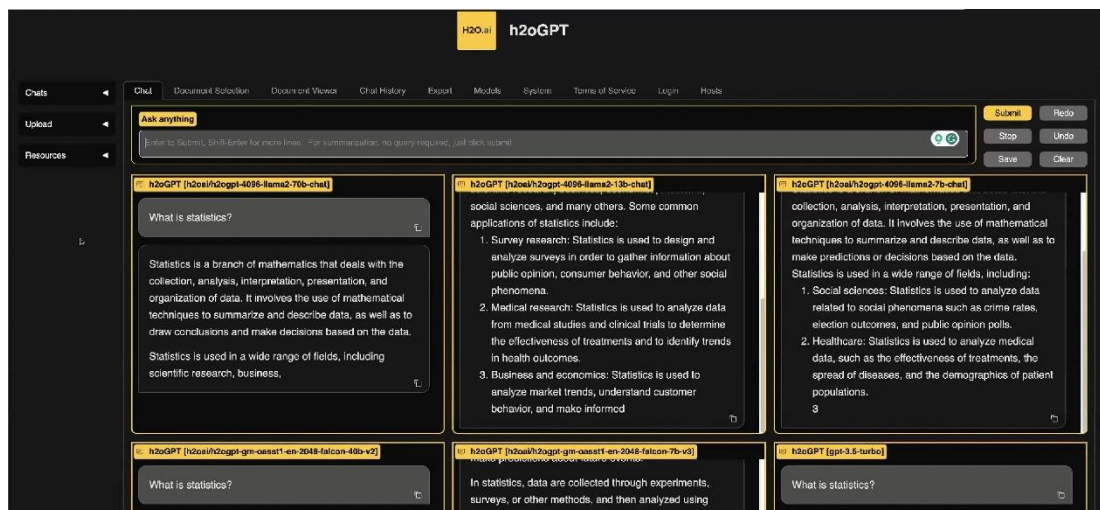 H2O.ai
h2oGPT
Chats
Upload
Resources
Chat Document Selection Document Viewer Chat History Expert Models System Terms of Service Login Hosts
Ask anything
Enter to Submit, Shift-Enter for more lines. For summarization, no query required, just click submit
Submit Redo
Stop Undo
Save Clear
h2oGPT [h2oai/h2ogpt-4096-llama2-70b-chat]
What is statistics?
Statistics is a branch of mathematics that deals with the
collection, analysis, interpretation, presentation, and
organization of data. It involves the use of mathematical
techniques to summarize and describe data, as well as to
draw conclusions and make decisions based on the data.
Statistics is used in a wide range of fields, including
scientific research, business,
h2oGPT [h2oai/h2ogpt-4096-llama2-13b-chat]
social sciences, and many others. Some common
applications of statistics include:
1. Survey research: Statistics is used to design and
analyze surveys in order to gather information about
public opinion, consumer behavior, and other social
phenomena.
2. Medical research: Statistics is used to analyze data
from medical studies and clinical trials to determine
the effectiveness of treatments and to identify trends
in health outcomes.
3. Business and economics: Statistics is used to
analyze market trends, understand customer
behavior, and make informed
h2oGPT [h2oai/h2ogpt-4096-llama2-7b-chat]
collection, analysis, interpretation, presentation, and
organization of data. It involves the use of mathematical
techniques to summarize and describe data, as well as to
make predictions or decisions based on the data.
Statistics is used in a wide range of fields, including:
1. Social sciences: Statistics is used to analyze data
related to social phenomena such as crime rates,
election outcomes, and public opinion polls.
2. Healthcare: Statistics is used to analyze medical
data, such as the effectiveness of treatments, the
spread of diseases, and the demographics of patient
populations.
3
h2oGPT [h2oai/h2ogpt-gm-oasst1-en-2048-falcon-40b-v2]
What is statistics?
h2oGPT [h2oai/h2ogpt-gm-oasst1-en-2048-falcon-7b-v3]
make predictions about future events.
In statistics, data are collected through experiments,
surveys, or other methods, and then analyzed using
h2oGPT [gpt-3.5-turbo]
What is statistics?